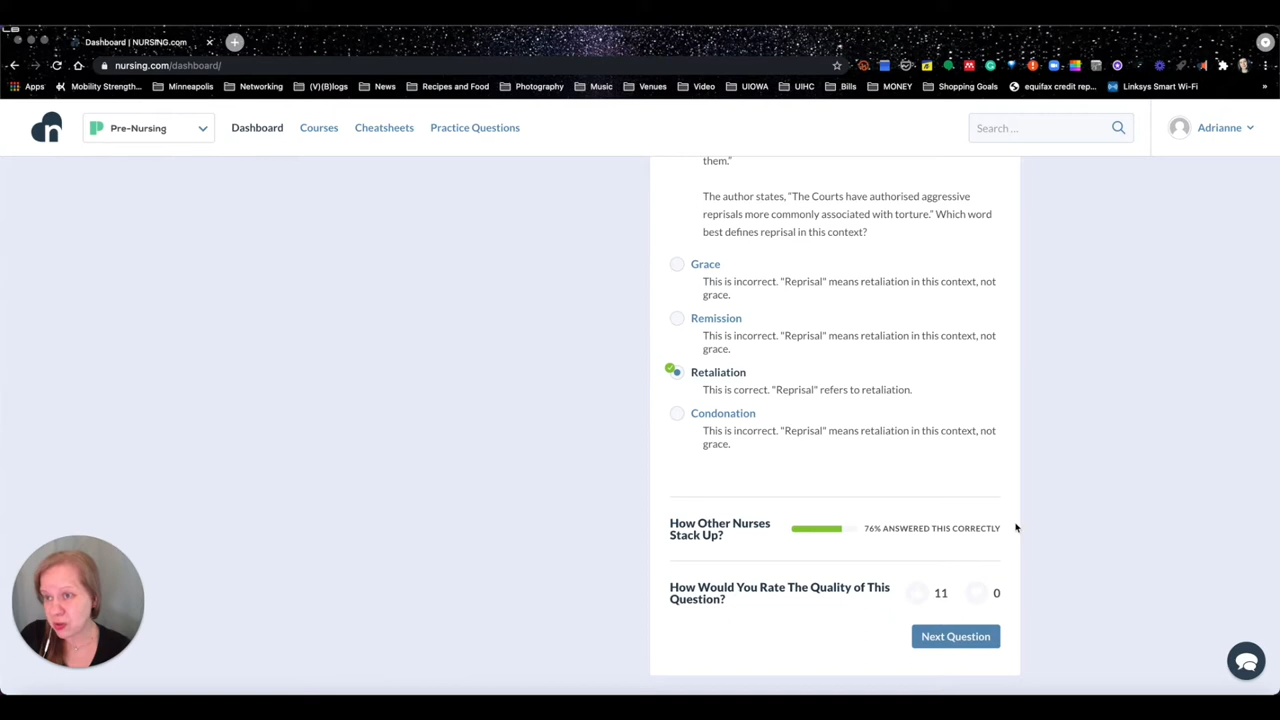 Dashboard | NURSING.com
nursing.com/dashboard/
Apps
Mobility Strength...
Minneapolis
Networking
(V)(B)logs
News
Recipes and Food
Photography
Music
Venues
Video
UIOWA
UIHC
Bills
MONEY
Shopping Goals
equifax credit rep...
Linksys Smart Wi-Fi
»
n
Pre-Nursing
Dashboard
Courses
Cheatsheets
Practice Questions
Search ...
Adrianne
them."
The author states, "The Courts have authorised aggressive
reprisals more commonly associated with torture." Which word
best defines reprisal in this context?
Grace
This is incorrect. "Reprisal" means retaliation in this context, not
grace.
Remission
This is incorrect. "Reprisal" means retaliation in this context, not
grace.
Retaliation
This is correct. "Reprisal" refers to retaliation.
Condonation
This is incorrect. "Reprisal" means retaliation in this context, not
grace.
How Other Nurses
Stack Up?
76% ANSWERED THIS CORRECTLY
How Would You Rate The Quality of This
Question?
11
0
Next Question